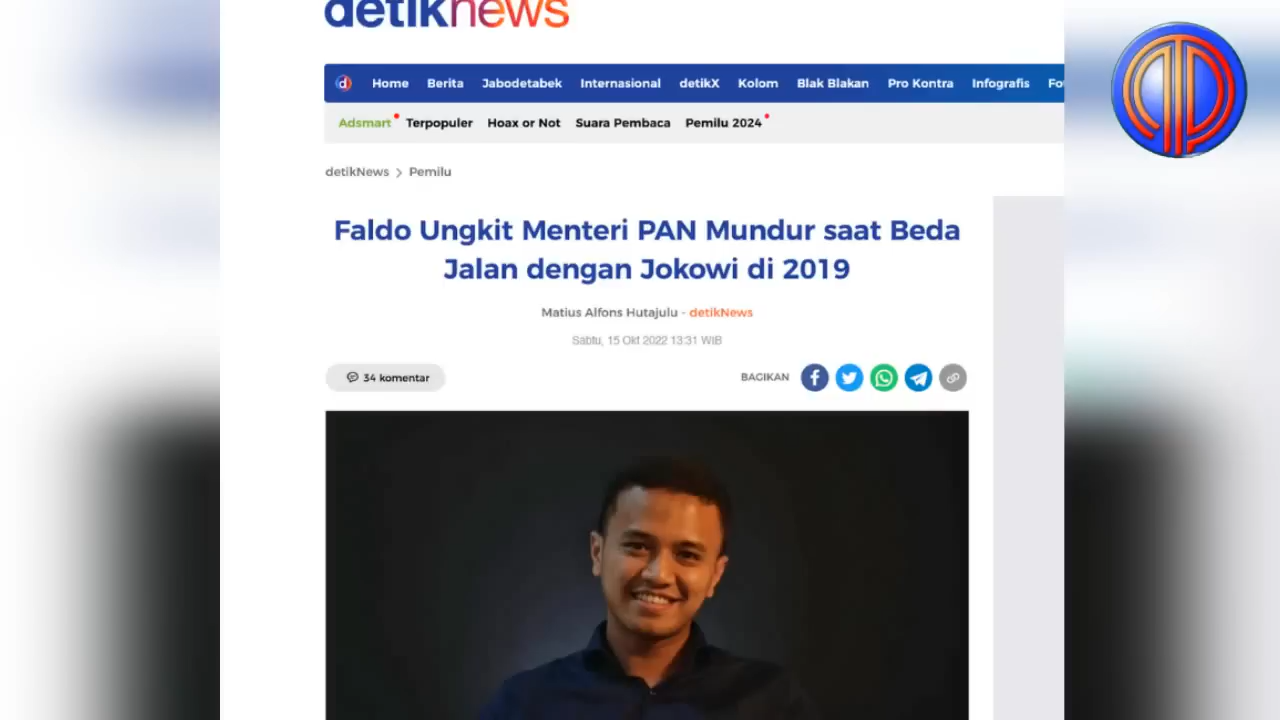 detiknews
Home Berita Jabodetabek Internasional detikX Kolom Blak Blakan Pro Kontra Infografis
Adsmart Terpopuler Hoax or Not Suara Pembaca Pemilu 2024
detikNews > Pemilu
Faldo Ungkit Menteri PAN Mundur saat Beda
Jalan dengan Jokowi di 2019
Matius Alfons Hutajulu - detikNews
Sabtu, 15 Okt 2022 13:31 WIB
34 komentar BAGIKAN